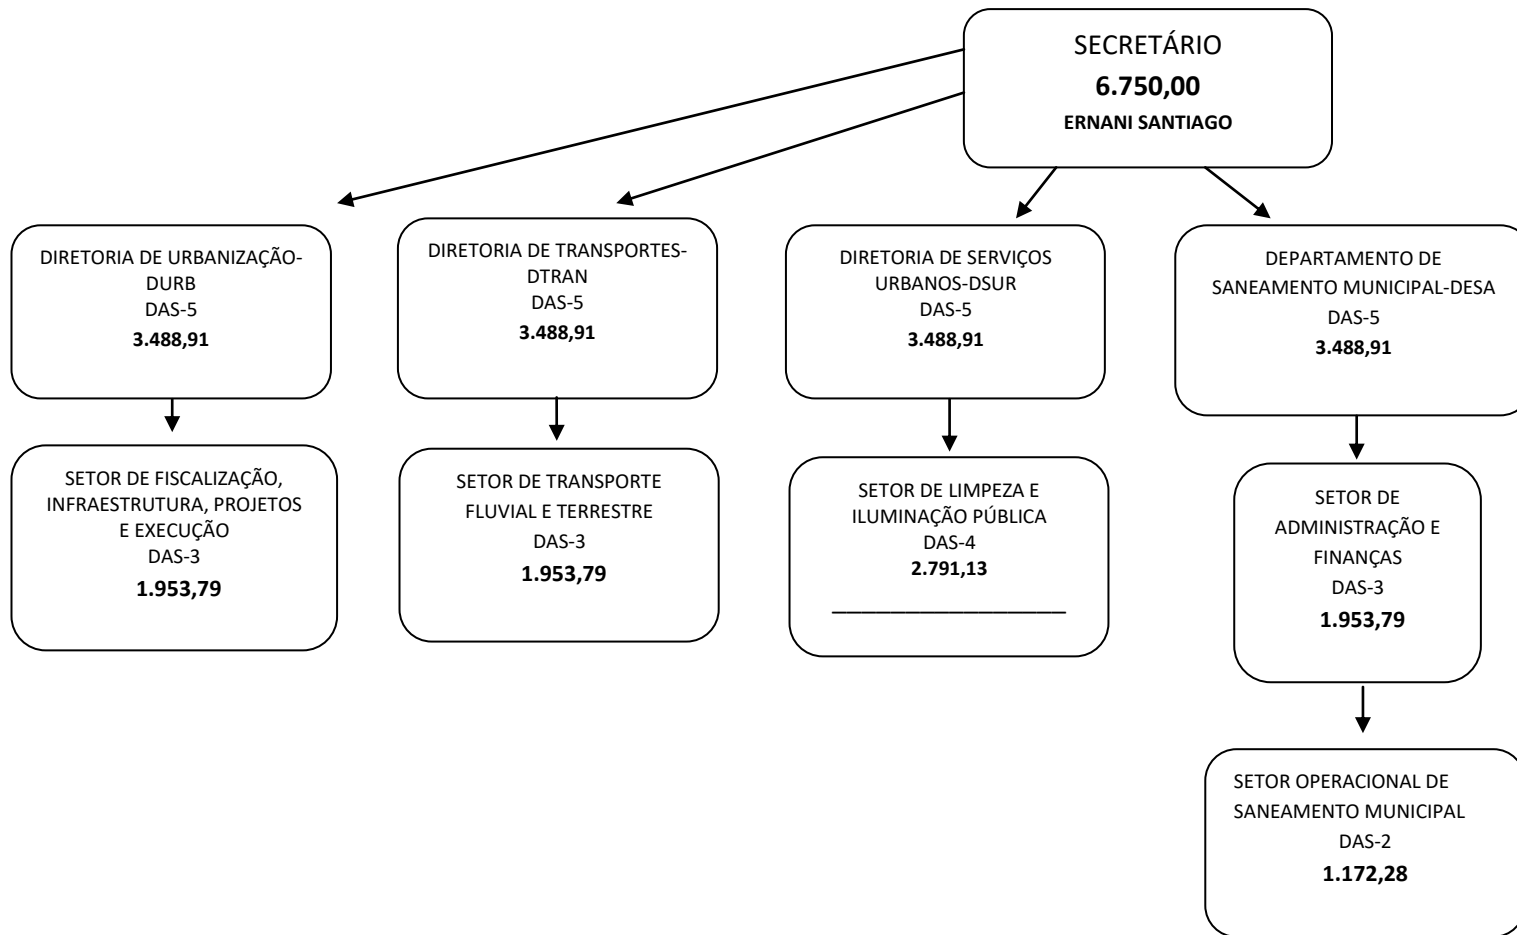 SECRETÁRIO
6.750,00
ERNANI SANTIAGO
DIRETORIA DE URBANIZAÇÃO-
DURB
DAS-5
3.488,91
DIRETORIA DE TRANSPORTES-
DTRAN
DAS-5
3.488,91
DIRETORIA DE SERVIÇOS
URBANOS-DSUR
DAS-5
3.488,91
DEPARTAMENTO DE
SANEAMENTO MUNICIPAL-DESA
DAS-5
3.488,91
SETOR DE FISCALIZAÇÃO,
INFRAESTRUTURA, PROJETOS
E EXECUÇÃO
DAS-3
1.953,79
SETOR DE TRANSPORTE
FLUVIAL E TERRESTRE
DAS-3
1.953,79
SETOR DE LIMPEZA E
ILUMINAÇÃO PÚBLICA
DAS-4
2.791,13
SETOR DE
ADMINISTRAÇÃO E
FINANÇAS
DAS-3
1.953,79
SETOR OPERACIONAL DE
SANEAMENTO MUNICIPAL
DAS-2
1.172,28